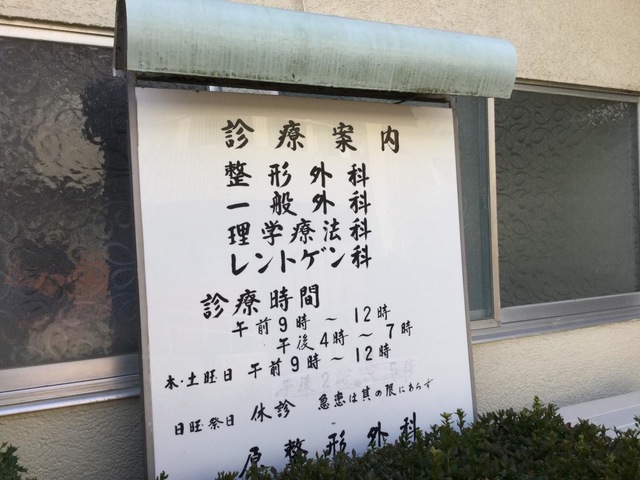 診療案内
整形外科
一般外科
理学療法科
レントゲン科
診療時間
午前9時～12時
午後4時～7時
木・土旺日 午前9時～12時
日旺・祭日 休診 急患は其の限にあらず
原整形外科